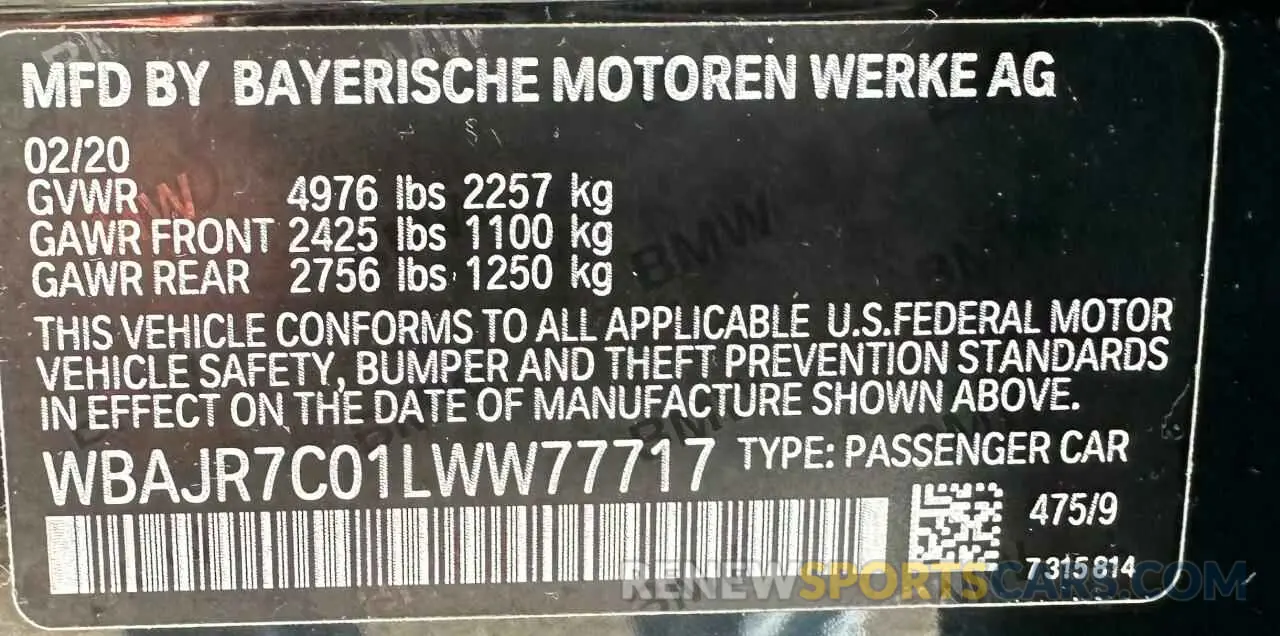 MFD BY BAYERISCHE MOTOREN WERKE AG
02/20
GVWR 4976 lbs 2257 kg
GAWR FRONT 2425 lbs 1100 kg
GAWR REAR 2756 lbs 1250 kg
THIS VEHICLE CONFORMS TO ALL APPLICABLE U.S.FEDERAL MOTOR
VEHICLE SAFETY, BUMPER AND THEFT PREVENTION STANDARDS
IN EFFECT ON THE DATE OF MANUFACTURE SHOWN ABOVE.
WBAJR7C01LWW77717 TYPE: PASSENGER CAR
475/9
7315814
RENEWSPORTSCARS.COM
BMW
BMW
BMW